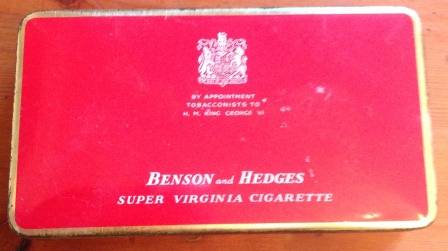 BY APPOINTMENT
TOBACCONISTS TO
H. M. KING GEORGE VI
BENSON and HEDGES
SUPER VIRGINIA CIGARETTE